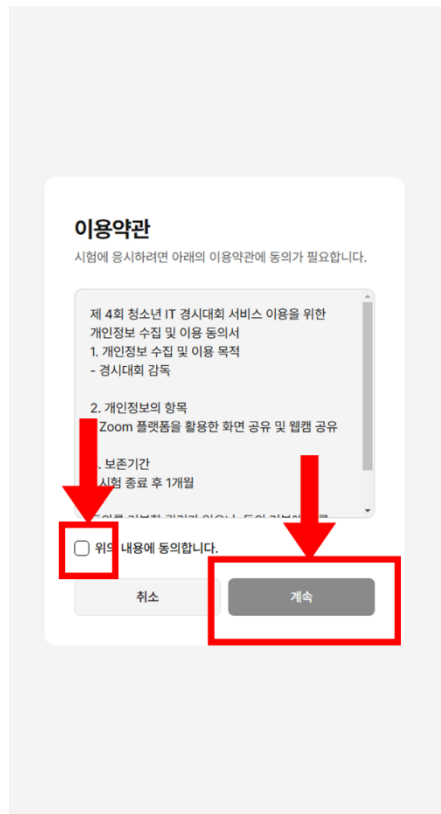 이용약관
시험에 응시하려면 아래의 이용약관에 동의가 필요합니다.
제 4회 청소년 IT 경시대회 서비스 이용을 위한
개인정보 수집 및 이용 동의서
1. 개인정보 수집 및 이용 목적
- 경시대회 감독
2. 개인정보의 항목
Zoom 플랫폼을 활용한 화면 공유 및 웹캠 공유
. 보존기간
시험 종료 후 1개월
위의 내용에 동의합니다.
취소
계속